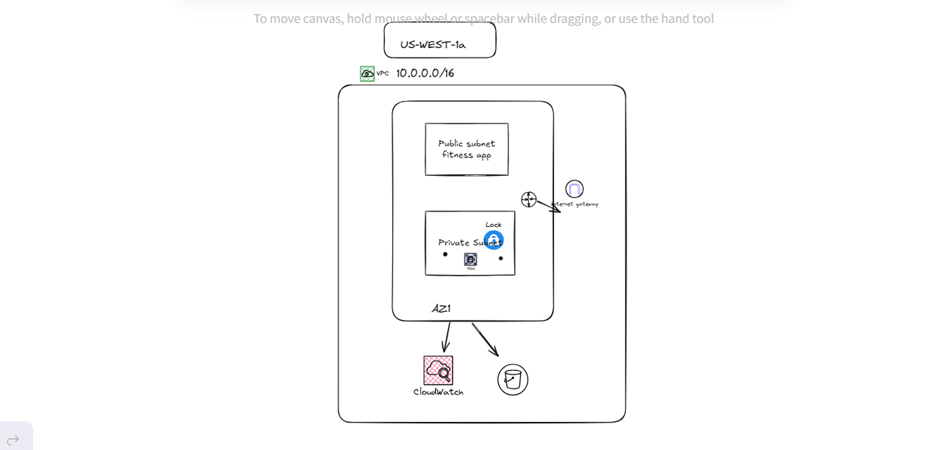 To move canvas, hold mouse wheel or spacebar while dragging, or use the hand tool
US-WEST-1a
VPC 10.0.0.0/16
Public subnet
fitness app
internet gateway
Lock
Private Subnet
AZ1
CloudWatch